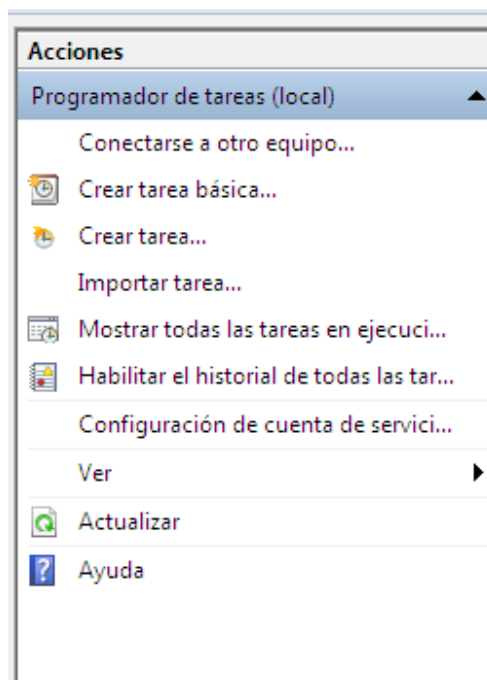 Acciones
Programador de tareas (local)
Conectarse a otro equipo...
Crear tarea básica...
Crear tarea...
Importar tarea...
Mostrar todas las tareas en ejecuci...
Habilitar el historial de todas las tar...
Configuración de cuenta de servici...
Ver
Actualizar
Ayuda